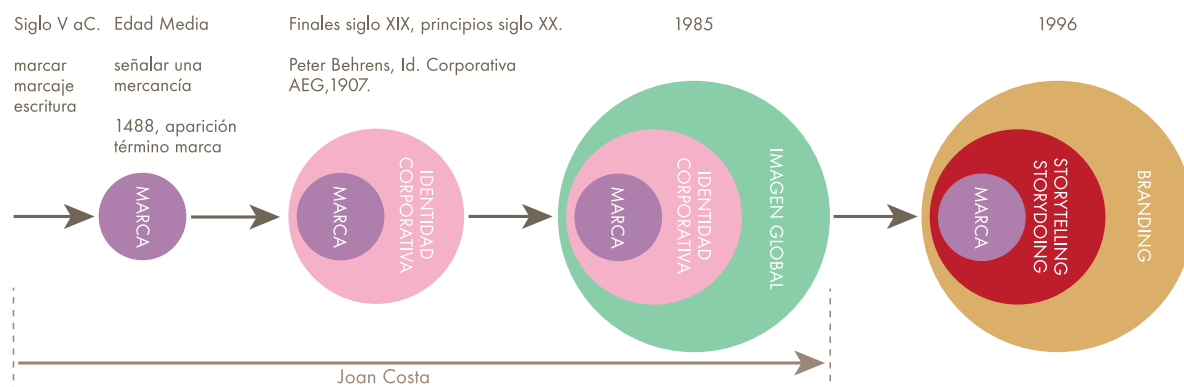 Siglo V aC.
marcar
marcaje
escritura
Edad Media
señalar una
mercancía
1488, aparición
término marca
Finales siglo XIX, principios siglo XX.
Peter Behrens, Id. Corporativa
AEG,1907.
1985
1996
MARCA
MARCA
IDENTIDAD
CORPORATIVA
MARCA
IDENTIDAD
CORPORATIVA
IMAGEN GLOBAL
MARCA
STORYTELLING
STORYDOING
BRANDING
Joan Costa